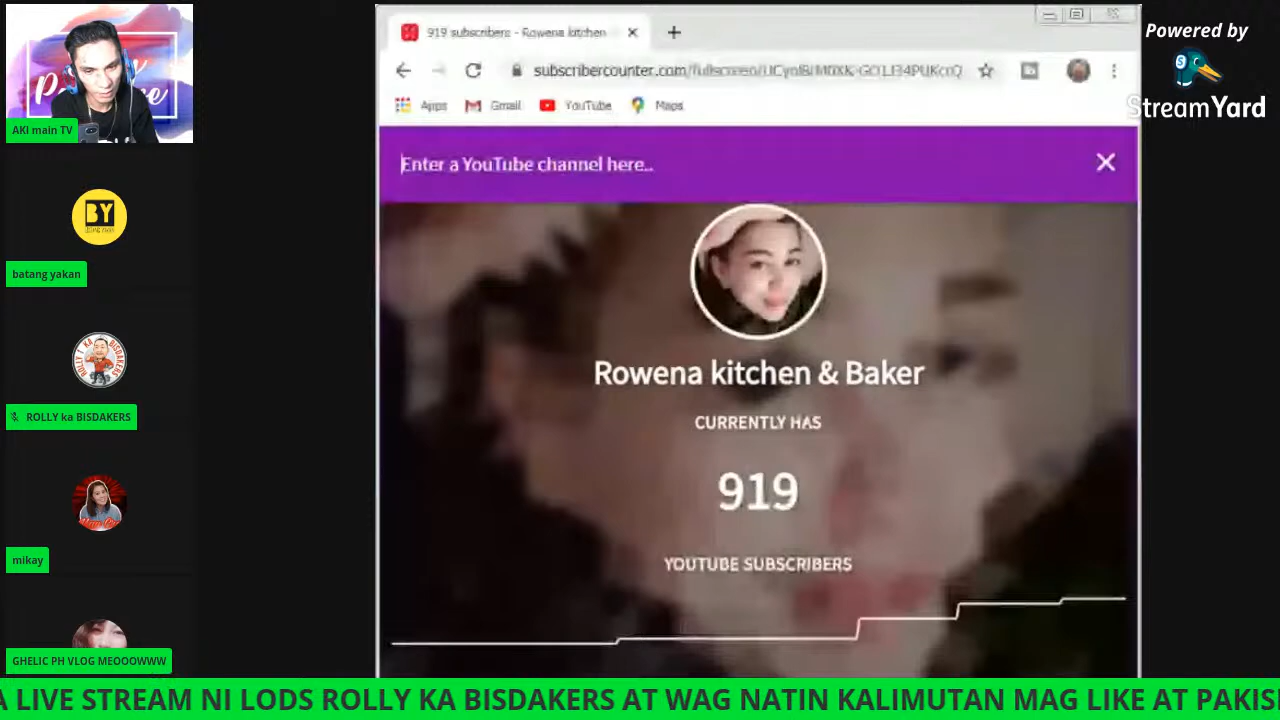 919 subscribers - Rowena kitchen
Powered by
StreamYard
Apps
Gmail
YouTube
Maps
Enter a YouTube channel here..
AKI main TV
BY
batang yakan
ROLLY ka BISDAKERS
mikay
GHELIC PH VLOG MEOOOWWW
Rowena kitchen & Baker
CURRENTLY HAS
919
YOUTUBE SUBSCRIBERS
A LIVE STREAM NI LODS ROLLY KA BISDAKERS AT WAG NATIN KALIMUTAN MAG LIKE AT PAKIS